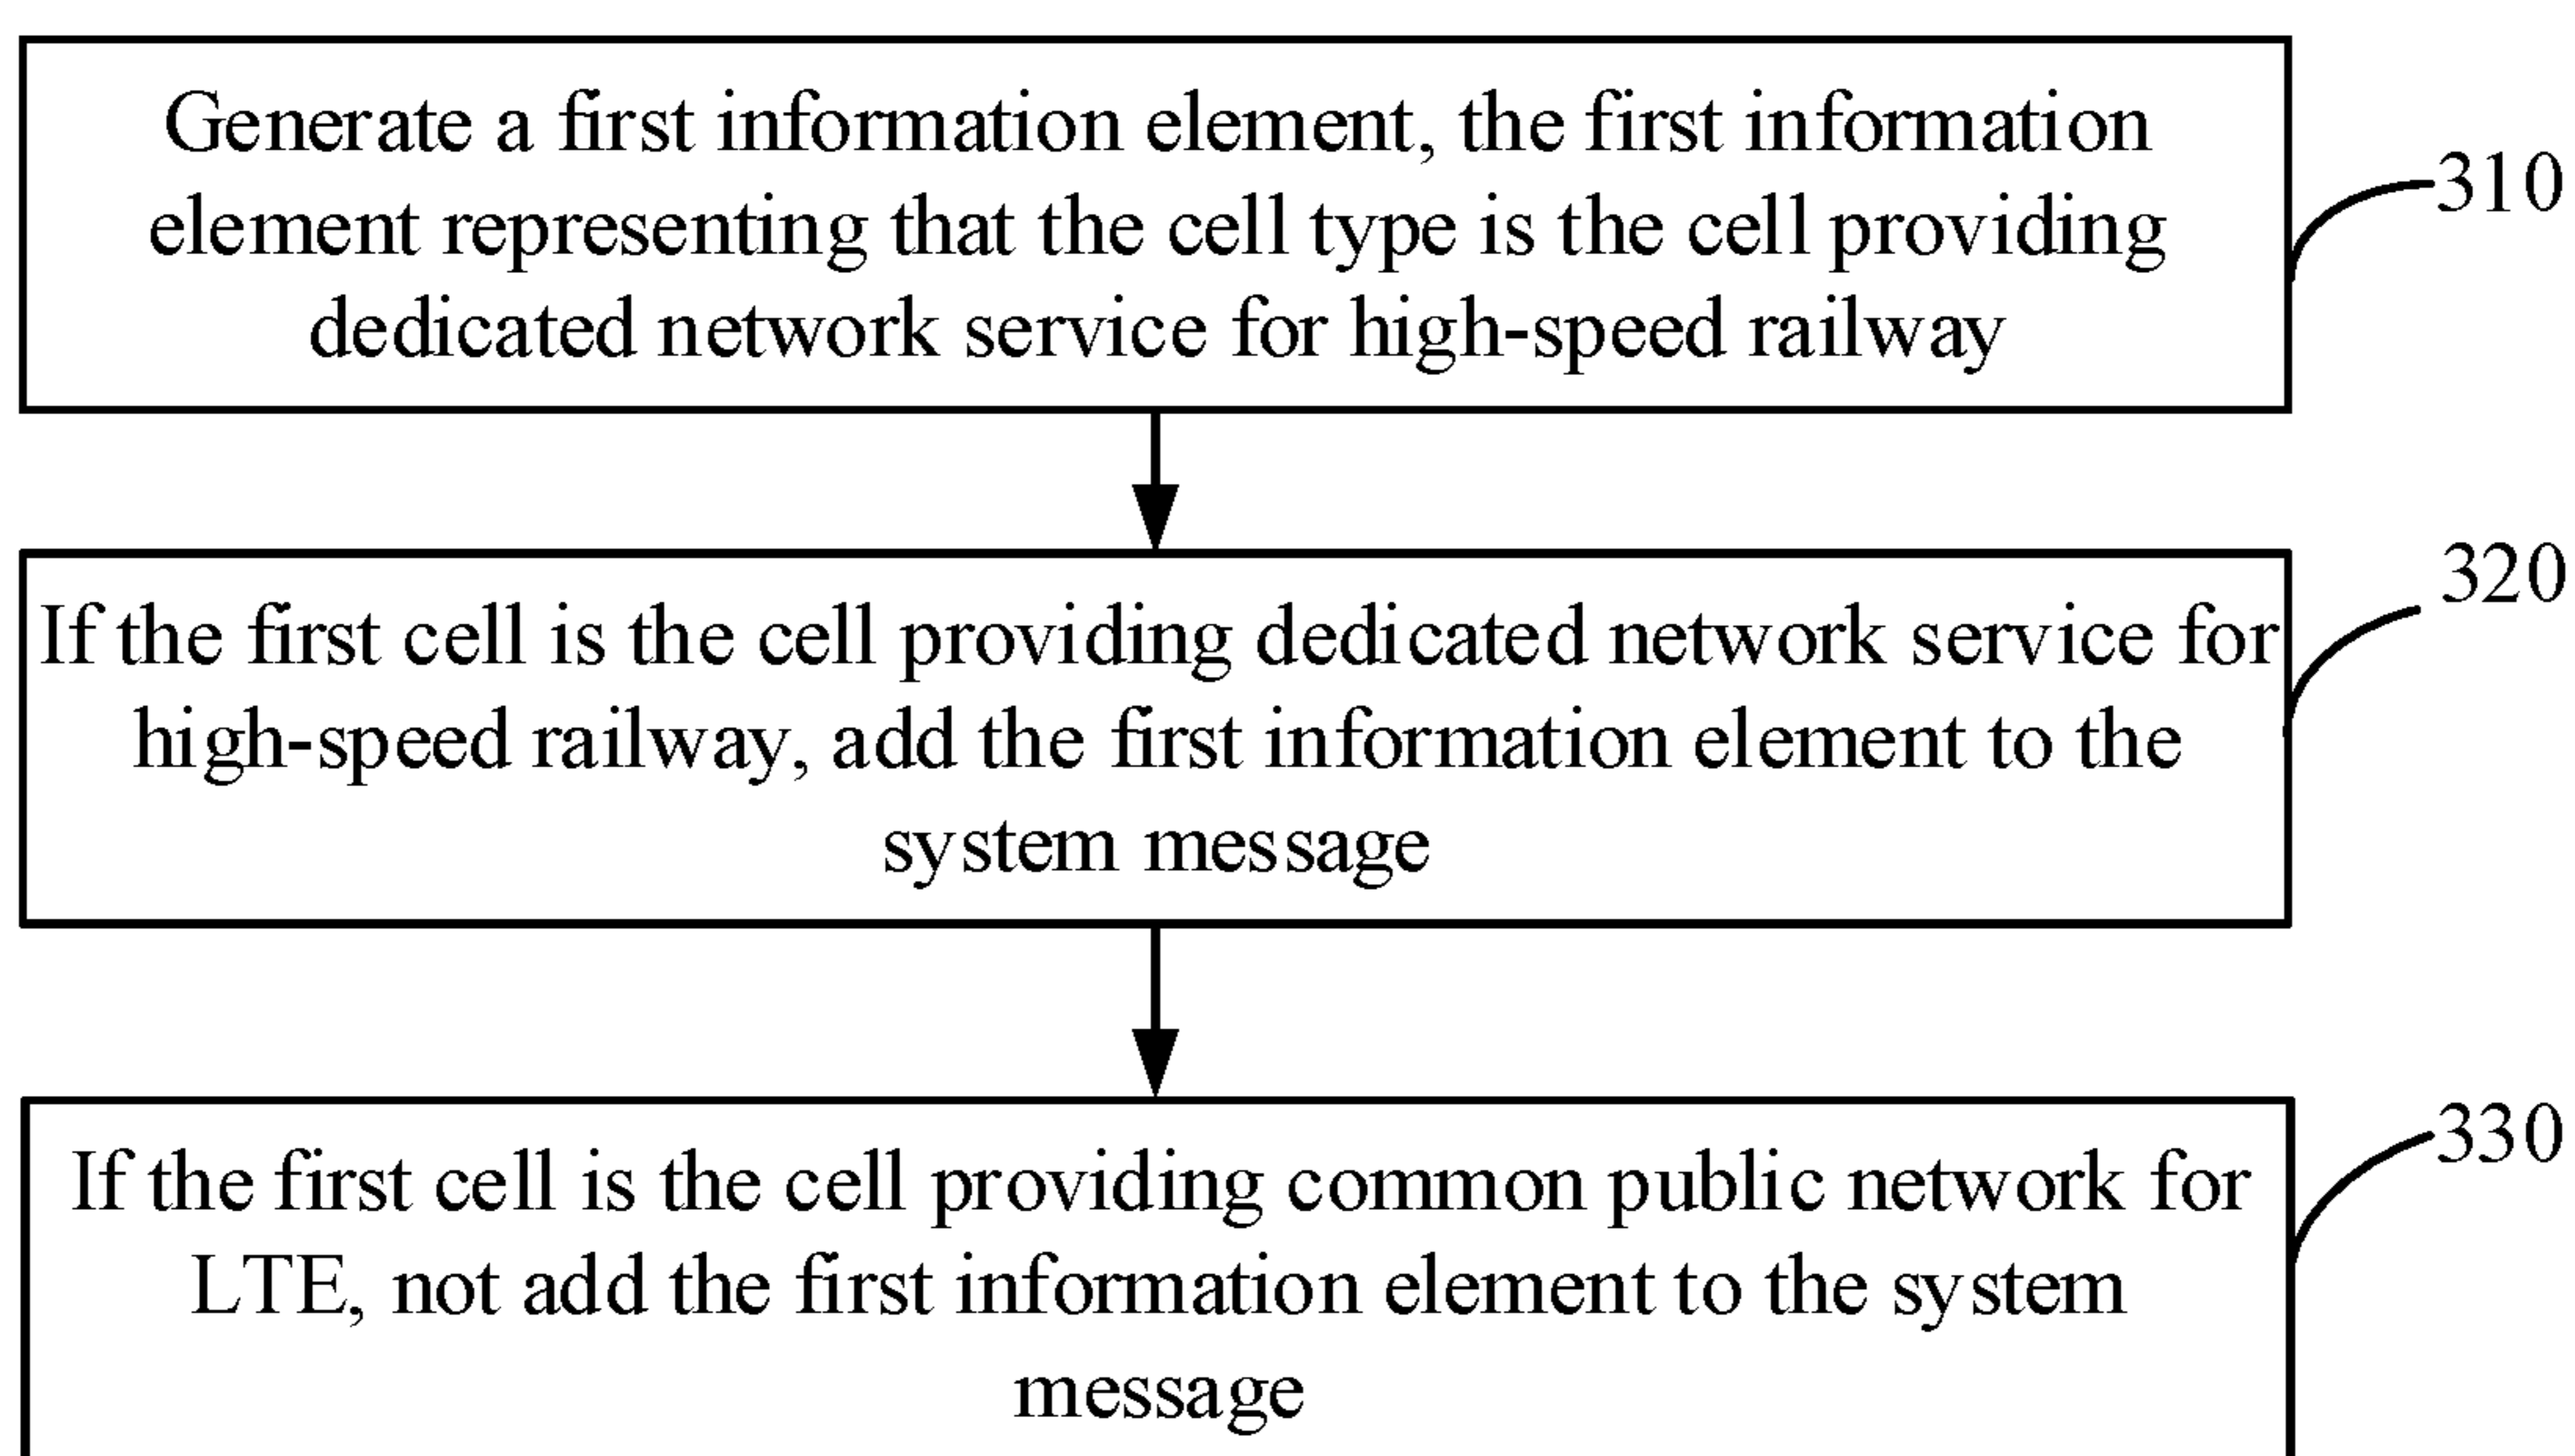 Generate a first information element, the first information
element representing that the cell type is the cell providing
dedicated network service for high-speed railway
310
If the first cell is the cell providing dedicated network service for
high-speed railway, add the first information element to the
system message
320
If the first cell is the cell providing common public network for
LTE, not add the first information element to the system
message
330